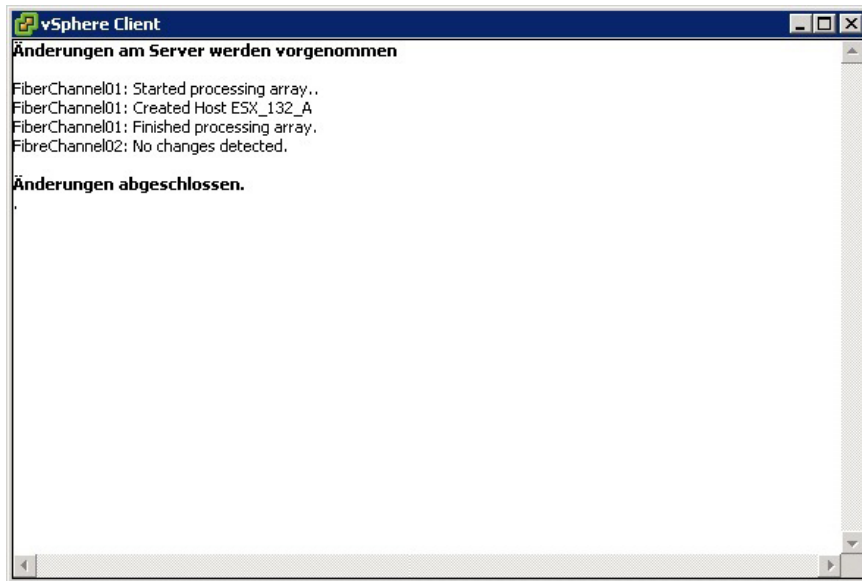 vSphere Client
Änderungen am Server werden vorgenommen
FiberChannel01: Started processing array..
FiberChannel01: Created Host ESX_132_A
FiberChannel01: Finished processing array.
FibreChannel02: No changes detected.
Änderungen abgeschlossen.
.